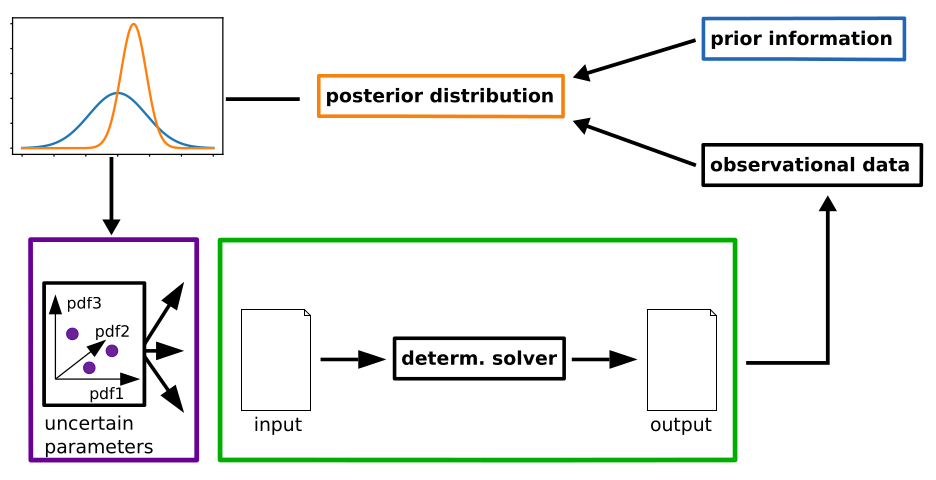 prior information
posterior distribution
observational data
pdf3
pdf2
pdf1
uncertain
parameters
determ. solver
input
output